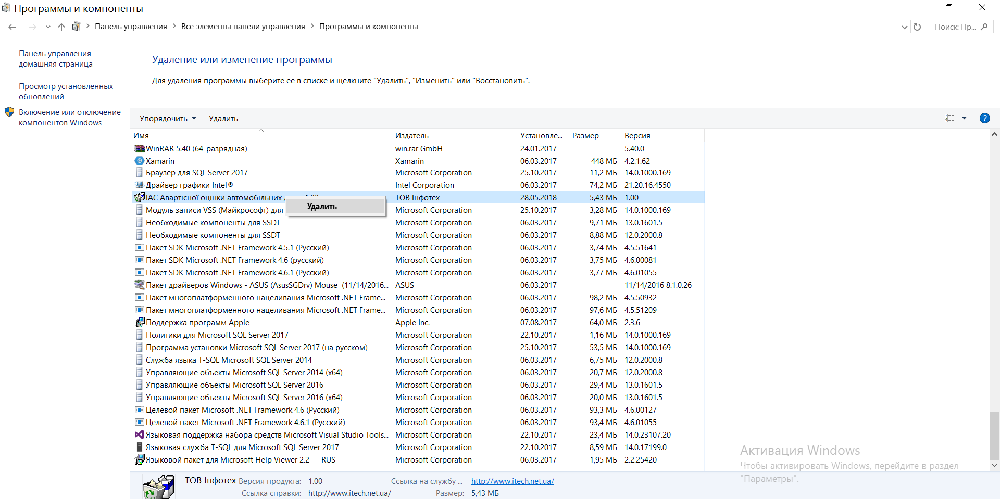 Программы и компоненты
Панель управления
Все элементы панели управления
Программы и компоненты
Поиск: Пр...
Панель управления —
домашняя страница
Просмотр установленных
обновлений
Включение или отключение
компонентов Windows
Удаление или изменение программы
Для удаления программы выберите ее в списке и щелкните "Удалить", "Изменить" или "Восстановить".
Упорядочить Удалить
Имя Издатель Установле... Размер Версия
WinRAR 5.40 (64-разрядная) win.rar GmbH 24.01.2017 5.40.0
Xamarin Xamarin 06.03.2017 448 МБ 4.2.1.62
Браузер для SQL Server 2017 Microsoft Corporation 25.10.2017 11,2 МБ 14.0.1000.169
Драйвер графики Intel® Intel Corporation 06.03.2017 74,2 МБ 21.20.16.4550
ІАС Авартісної оцінки автомобільних ТОВ Інфотех 28.05.2018 5,43 МБ 1.00
Удалить
Модуль записи VSS (Майкрософт) для Microsoft Corporation 25.10.2017 3,28 МБ 14.0.1000.169
Необходимые компоненты для SSDT Microsoft Corporation 06.03.2017 9,71 МБ 13.0.1601.5
Необходимые компоненты для SSDT Microsoft Corporation 06.03.2017 8,88 МБ 12.0.2000.8
Пакет SDK Microsoft .NET Framework 4.5.1 (Русский) Microsoft Corporation 06.03.2017 3,74 МБ 4.5.51641
Пакет SDK Microsoft .NET Framework 4.6 (русский) Microsoft Corporation 06.03.2017 3,75 МБ 4.6.00081
Пакет SDK Microsoft .NET Framework 4.6.1 (Русский) Microsoft Corporation 06.03.2017 3,77 МБ 4.6.01055
Пакет драйверов Windows - ASUS (AsusSGDrv) Mouse (11/14/2016... ASUS 06.03.2017 11/14/2016 8.1.0.26
Пакет многоплатформенного нацеливания Microsoft .NET Frame... Microsoft Corporation 06.03.2017 98,2 МБ 4.5.50932
Пакет многоплатформенного нацеливания Microsoft .NET Frame... Microsoft Corporation 06.03.2017 97,6 МБ 4.5.51209
Поддержка программ Apple Apple Inc. 07.08.2017 64,0 МБ 2.3.6
Политики для Microsoft SQL Server 2017 Microsoft Corporation 22.10.2017 1,16 МБ 14.0.1000.169
Программа установки Microsoft SQL Server 2017 (на русском) Microsoft Corporation 25.10.2017 53,5 МБ 14.0.1000.169
Служба языка T-SQL Microsoft SQL Server 2014 Microsoft Corporation 06.03.2017 6,75 МБ 12.0.2000.8
Управляющие объекты Microsoft SQL Server 2014 (x64) Microsoft Corporation 06.03.2017 20,7 МБ 12.0.2000.8
Управляющие объекты Microsoft SQL Server 2016 Microsoft Corporation 06.03.2017 29,4 МБ 13.0.1601.5
Управляющие объекты Microsoft SQL Server 2016 (x64) Microsoft Corporation 06.03.2017 20,0 МБ 13.0.1601.5
Целевой пакет Microsoft .NET Framework 4.6 (Русский) Microsoft Corporation 06.03.2017 93,3 МБ 4.6.00127
Целевой пакет Microsoft .NET Framework 4.6.1 (Русский) Microsoft Corporation 06.03.2017 93,4 МБ 4.6.01055
Языковая поддержка набора средств Microsoft Visual Studio Tools... Microsoft Corporation 22.10.2017 23,4 МБ 14.0.23107.20
Языковая служба T-SQL для Microsoft SQL Server 2017 Microsoft Corporation 22.10.2017 8,59 МБ 14.0.17199.0
Языковой пакет для Microsoft Help Viewer 2.2 — RUS Microsoft Corporation 06.03.2017 1,95 МБ 2.2.25420
Активация Windows
Чтобы активировать Windows, перейдите в раздел
"Параметры".
ТОВ Інфотех Версия продукта: 1.00 Ссылка на службу ... http://www.itech.net.ua/
Ссылка справки: http://www.itech.net.ua/ Размер: 5,43 МБ